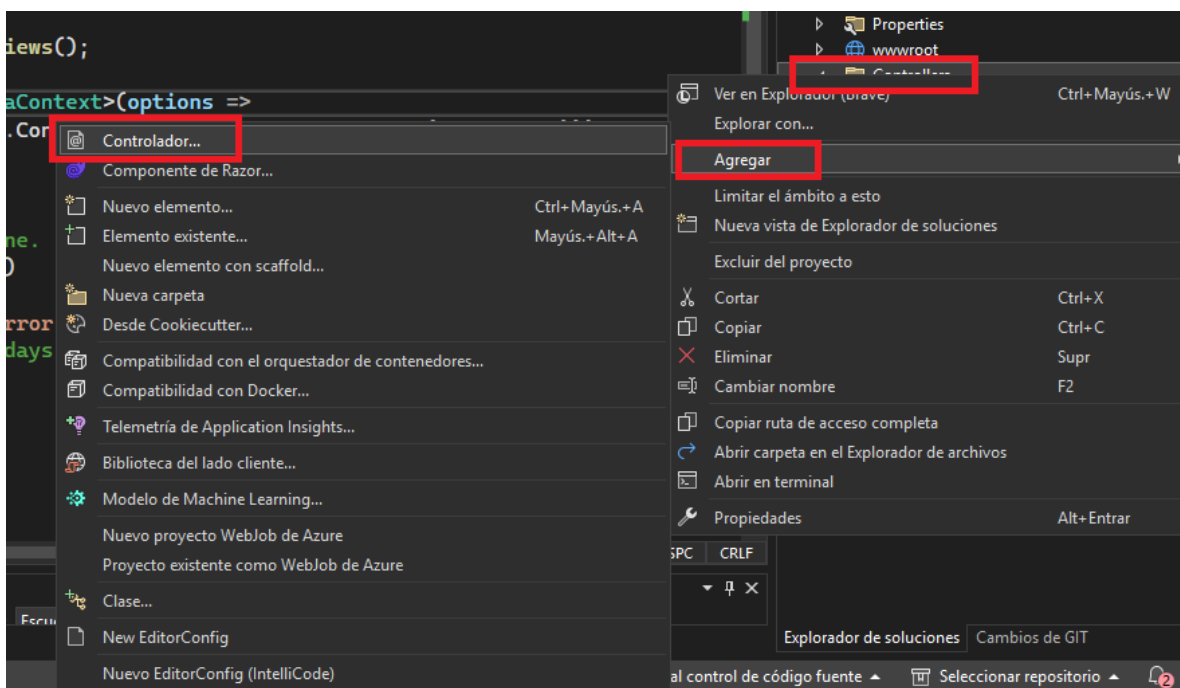 iews();
aContext>(options =>
.Con
ne.
)
rror
days
Properties
wwwroot
Controllers
Ver en Explorador (Brave) Ctrl+Mayús.+W
Explorar con...
Agregar
Limitar el ámbito a esto
Nueva vista de Explorador de soluciones
Excluir del proyecto
Cortar Ctrl+X
Copiar Ctrl+C
Eliminar Supr
Cambiar nombre F2
Copiar ruta de acceso completa
Abrir carpeta en el Explorador de archivos
Abrir en terminal
Propiedades Alt+Entrar
Controlador...
Componente de Razor...
Nuevo elemento... Ctrl+Mayús.+A
Elemento existente... Mayús.+Alt+A
Nuevo elemento con scaffold...
Nueva carpeta
Desde Cookiecutter...
Compatibilidad con el orquestador de contenedores...
Compatibilidad con Docker...
Telemetría de Application Insights...
Biblioteca del lado cliente...
Modelo de Machine Learning...
Nuevo proyecto WebJob de Azure
Proyecto existente como WebJob de Azure
Clase...
New EditorConfig
Nuevo EditorConfig (IntelliCode)
SPC CRLF
Escu
Explorador de soluciones Cambios de GIT
al control de código fuente Seleccionar repositorio 2